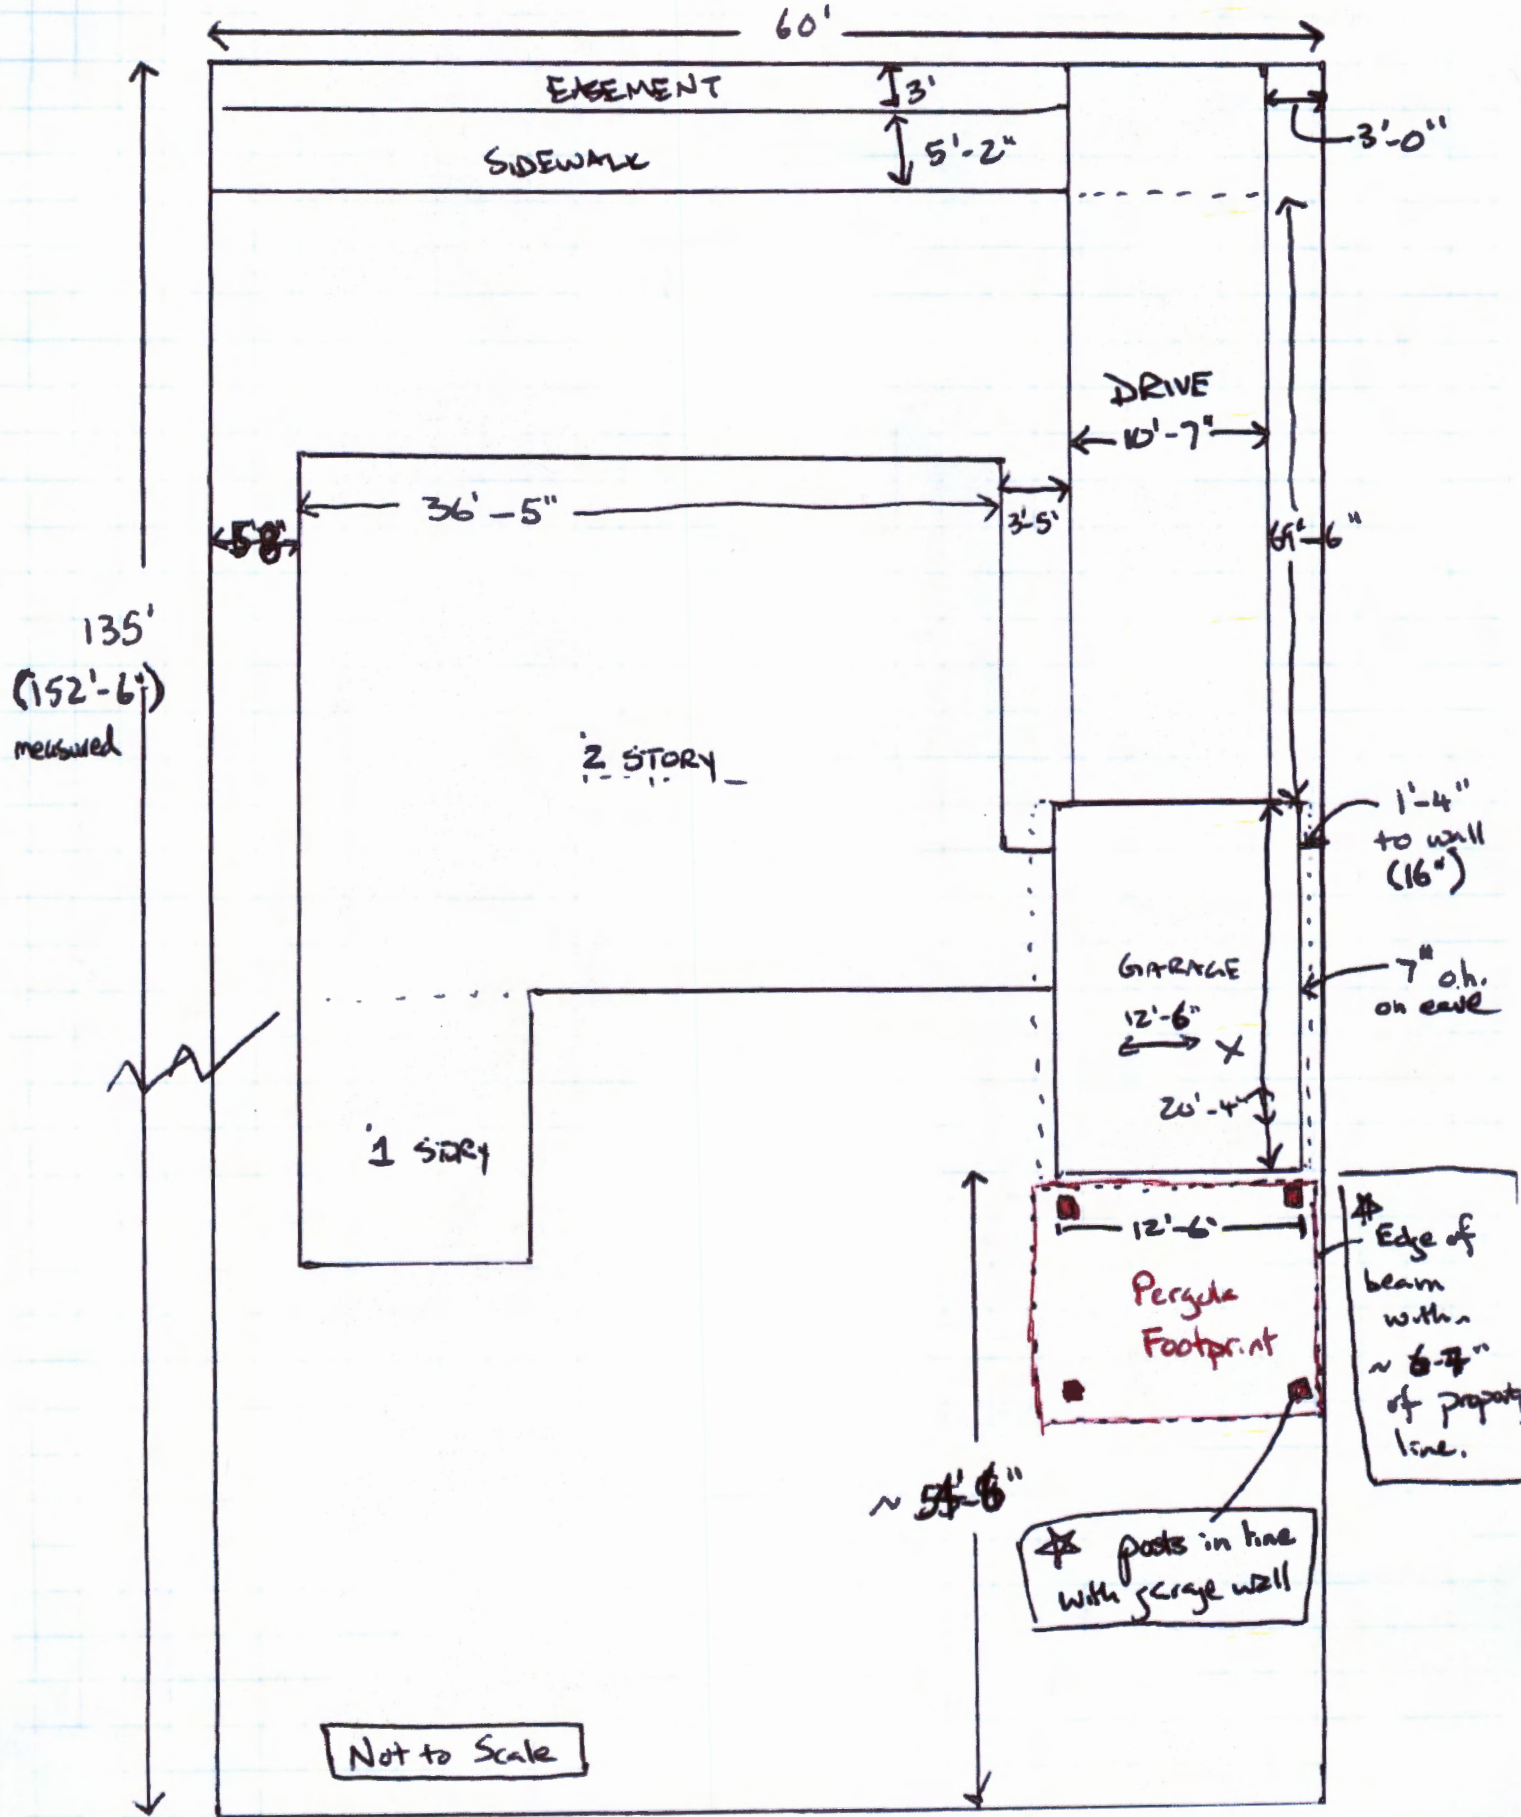 60'
EASEMENT
3'
3'-0"
SIDEWALK
5'-2"
DRIVE
10'-7"
36'-5"
3'-5'
135'
(152'-6")
measured
2 STORY
1'-4"
to wall
(16")
GARAGE
12'-6"
X
20'-4"
7" o.h.
on eave
1 STORY
12'-6"
Pergula
Footprint
Edge of
beam
within
~
of property
line.
~
posts in line
with garage wall
Not to Scale